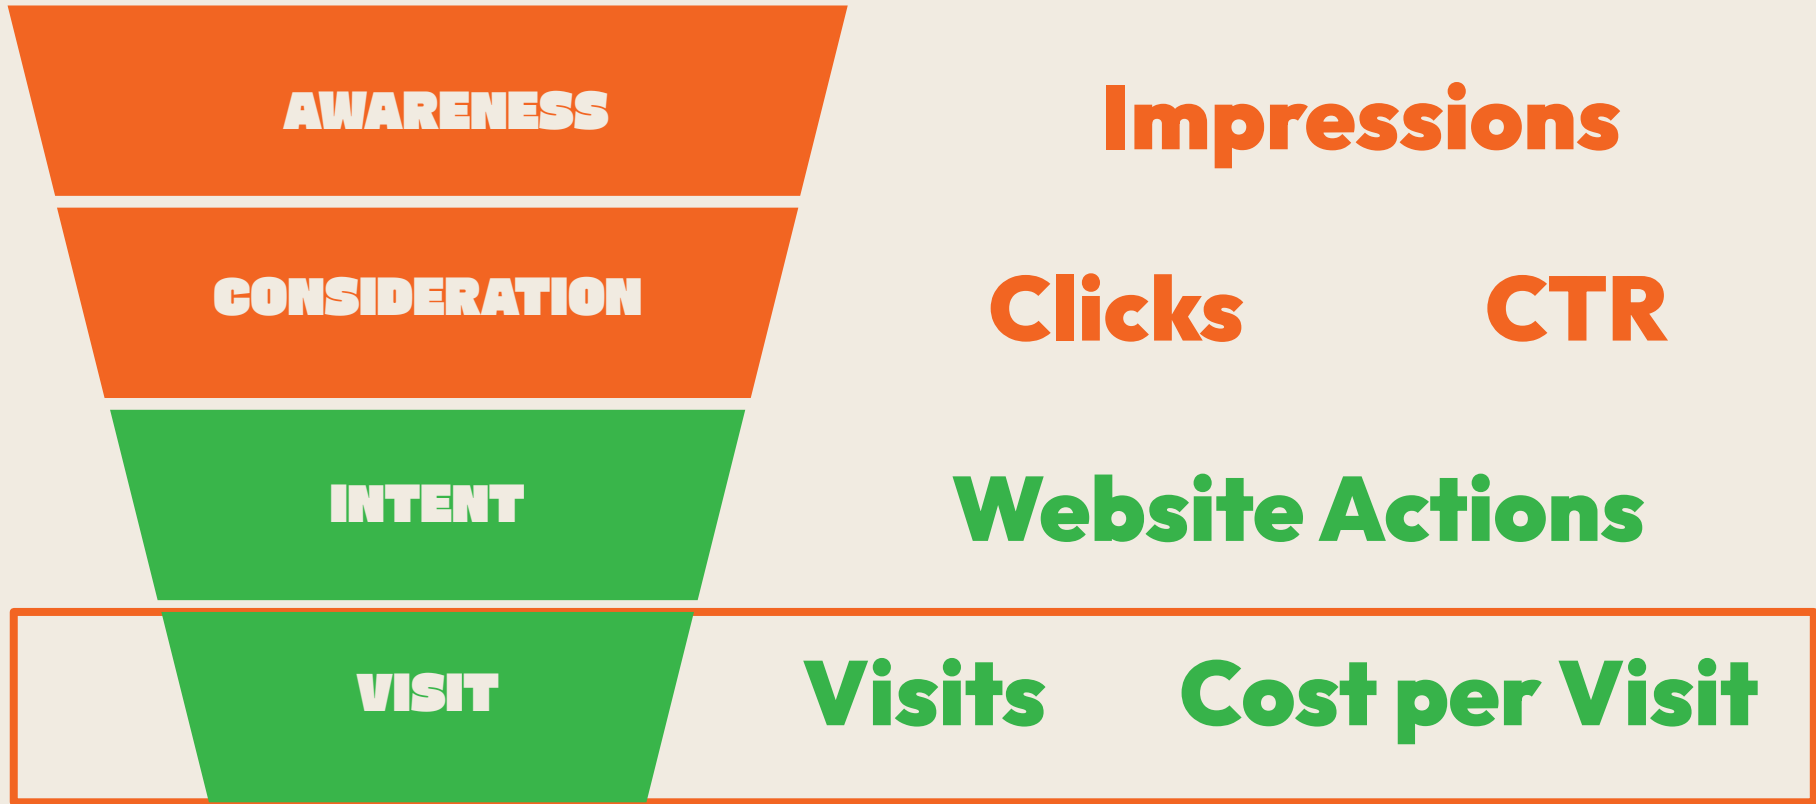 AWARENESS
Impressions
CONSIDERATION
Clicks CTR
INTENT
Website Actions
VISIT
Visits Cost per Visit